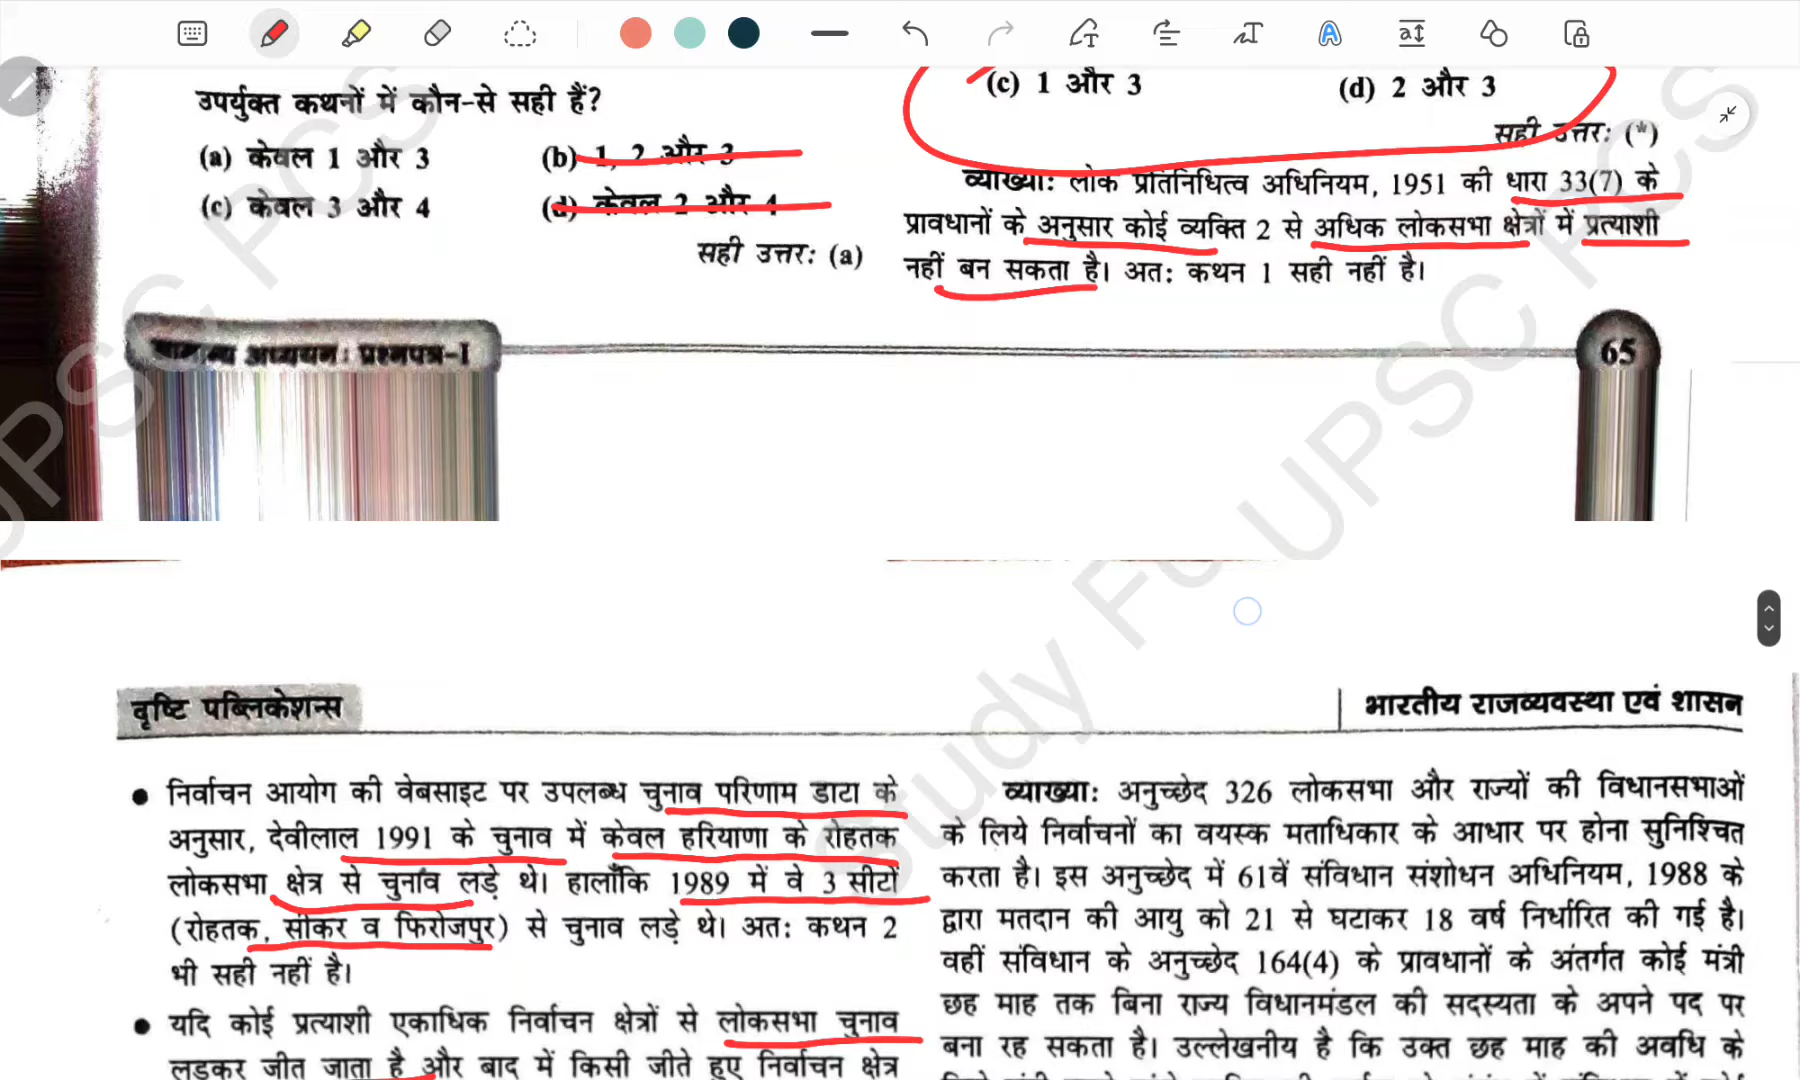 उपर्युक्त कथनों में कौन-से सही हैं?
(a) केवल 1 और 3 (b) 1, 2 और 3
(c) केवल 3 और 4 (d) केवल 2 और 4
सही उत्तर: (a)
(c) 1 और 3 (d) 2 और 3
सही उत्तर: (*)
व्याख्या: लोक प्रतिनिधित्व अधिनियम, 1951 की धारा 33(7) के
प्रावधानों के अनुसार कोई व्यक्ति 2 से अधिक लोकसभा क्षेत्रों में प्रत्याशी
नहीं बन सकता है। अत: कथन 1 सही नहीं है।
सामान्य अध्ययन: प्रश्नपत्र-I 65
दृष्टि पब्लिकेशन्स
भारतीय राजव्यवस्था एवं शासन
● निर्वाचन आयोग की वेबसाइट पर उपलब्ध चुनाव परिणाम डाटा के
अनुसार, देवीलाल 1991 के चुनाव में केवल हरियाणा के रोहतक
लोकसभा क्षेत्र से चुनाव लड़े थे। हालाँकि 1989 में वे 3 सीटों
(रोहतक, सीकर व फिरोजपुर) से चुनाव लड़े थे। अत: कथन 2
भी सही नहीं है।
● यदि कोई प्रत्याशी एकाधिक निर्वाचन क्षेत्रों से लोकसभा चुनाव
लड़कर जीत जाता है और बाद में किसी जीते हुए निर्वाचन क्षेत्र
व्याख्या: अनुच्छेद 326 लोकसभा और राज्यों की विधानसभाओं
के लिये निर्वाचनों का वयस्क मताधिकार के आधार पर होना सुनिश्चित
करता है। इस अनुच्छेद में 61वें संविधान संशोधन अधिनियम, 1988 के
द्वारा मतदान की आयु को 21 से घटाकर 18 वर्ष निर्धारित की गई है।
वहीं संविधान के अनुच्छेद 164(4) के प्रावधानों के अंतर्गत कोई मंत्री
छह माह तक बिना राज्य विधानमंडल की सदस्यता के अपने पद पर
बना रह सकता है। उल्लेखनीय है कि उक्त छह माह की अवधि के
Study For UPSC PCS
UPSC PCS